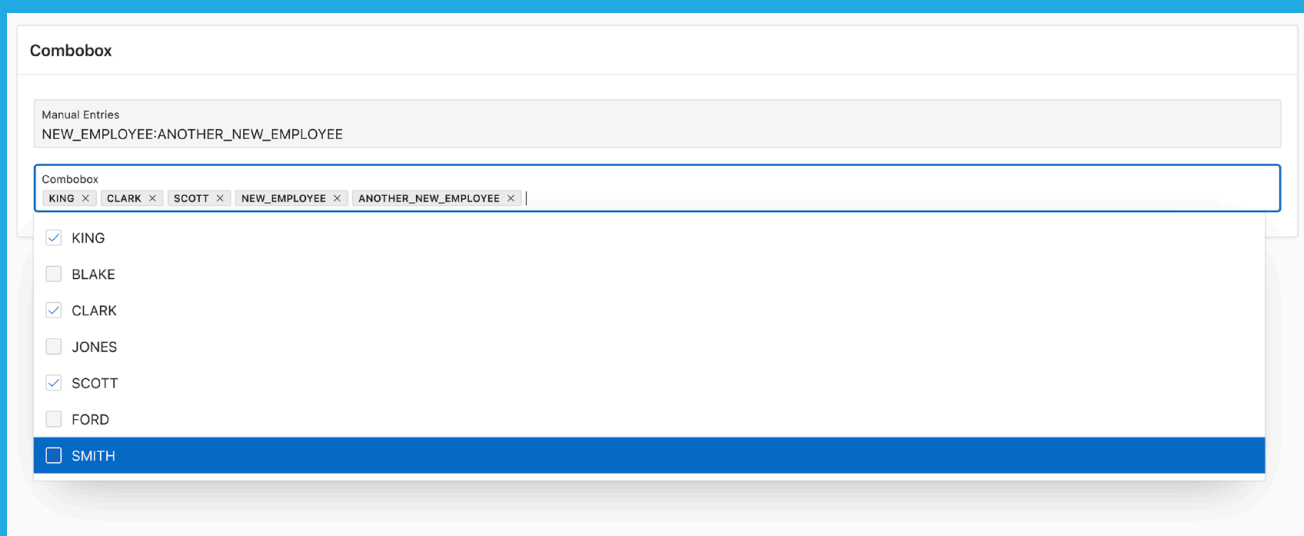 Combobox
Manual Entries
NEW_EMPLOYEE:ANOTHER_NEW_EMPLOYEE
Combobox
KING × CLARK × SCOTT × NEW_EMPLOYEE × ANOTHER_NEW_EMPLOYEE ×
KING
BLAKE
CLARK
JONES
SCOTT
FORD
SMITH